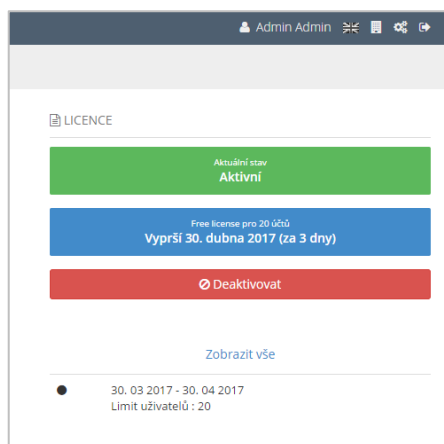 Admin Admin
LICENCE
Aktuální stav
Aktivní
Free license pro 20 účtů
Vyprší 30. dubna 2017 (za 3 dny)
Deaktivovat
Zobrazit vše
30. 03 2017 - 30. 04 2017
Limit uživatelů : 20